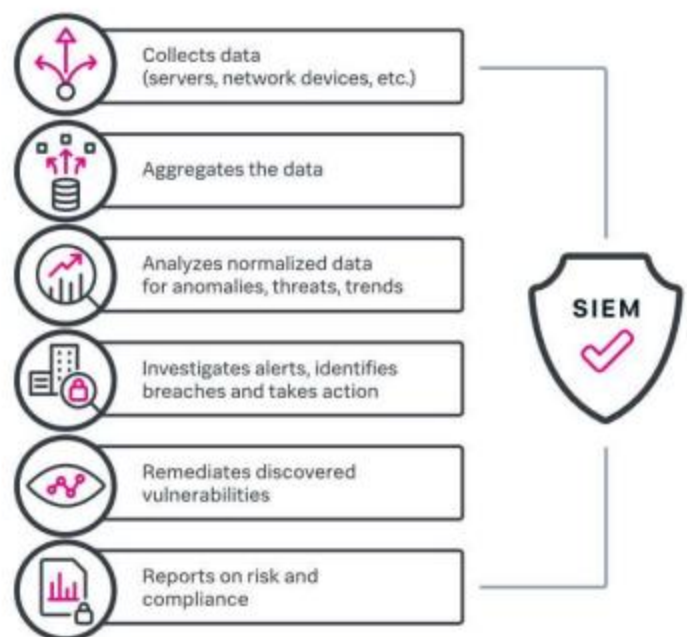 Collects data
(servers, network devices, etc.)
Aggregates the data
Analyzes normalized data
for anomalies, threats, trends
Investigates alerts, identifies
breaches and takes action
Remediates discovered
vulnerabilities
Reports on risk and
compliance
SIEM